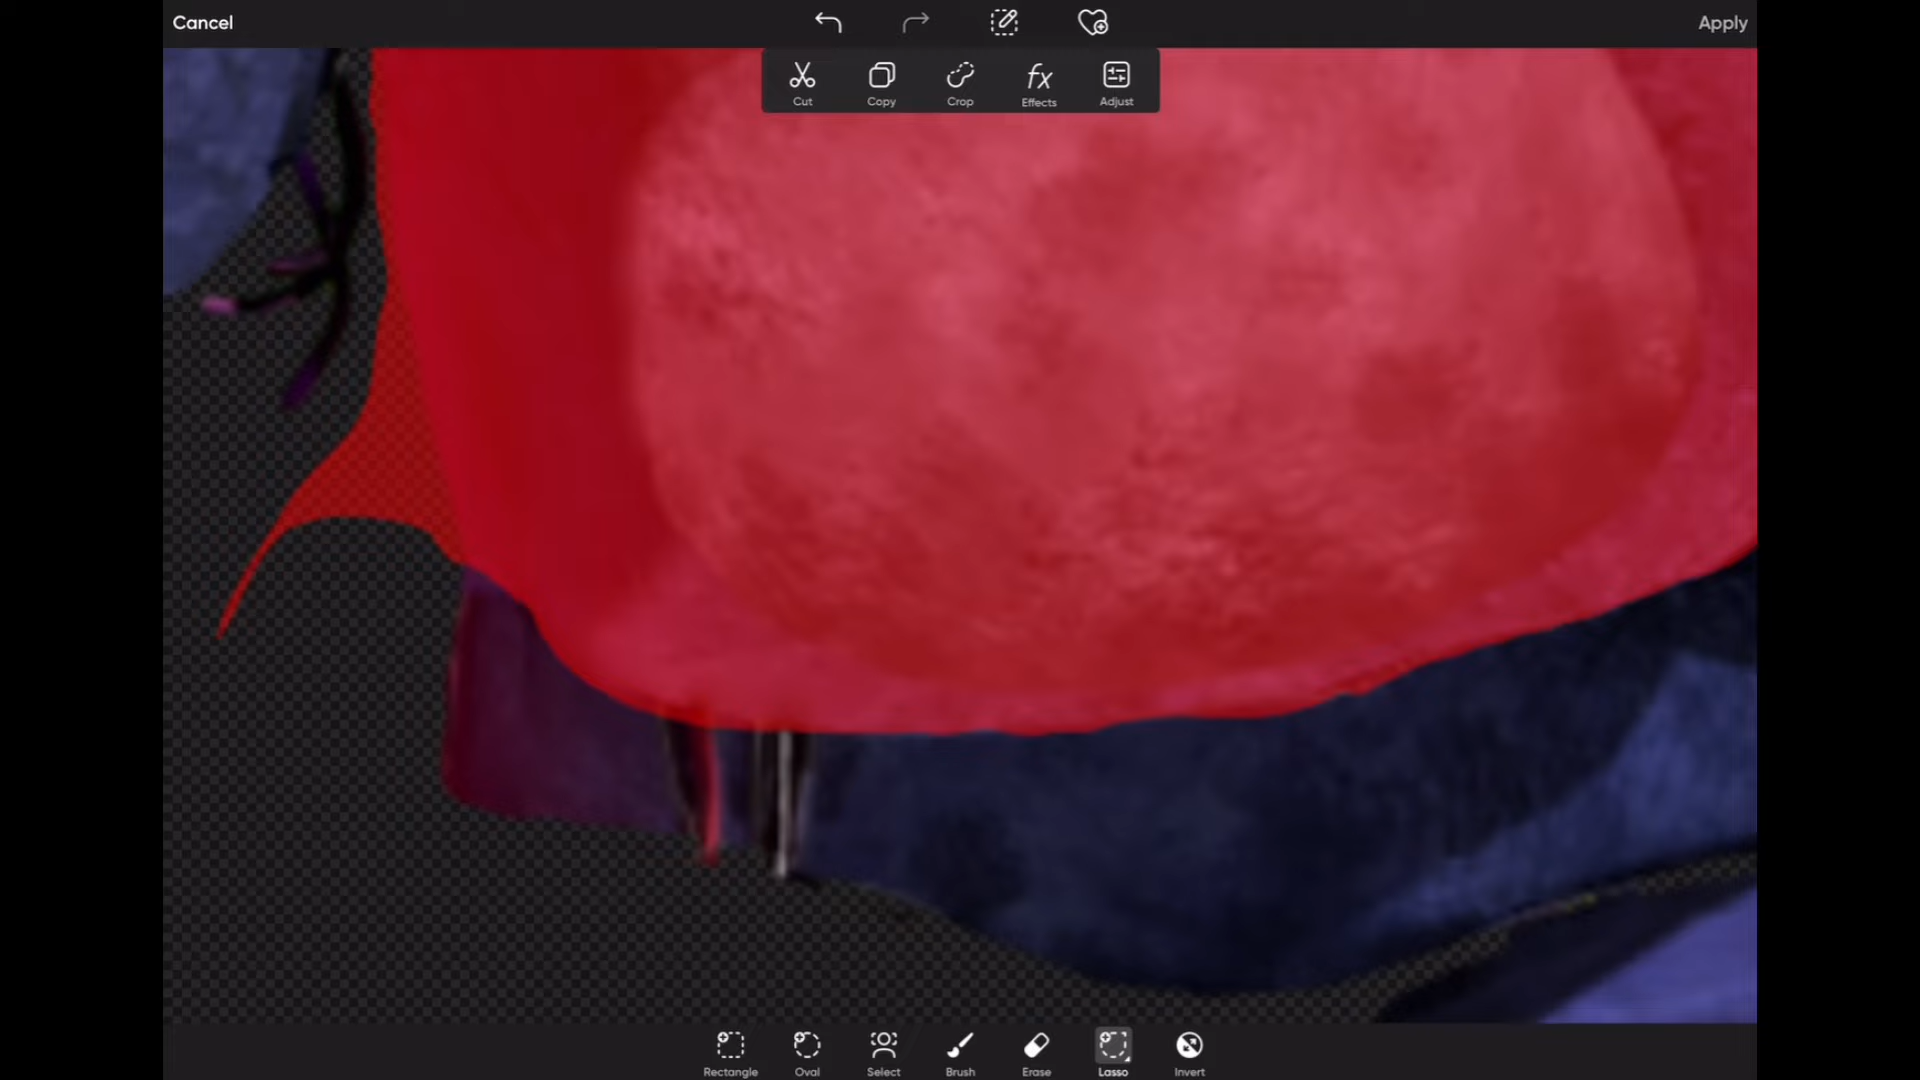 Cancel
Apply
Cut
Copy
Crop
fx
Effects
Adjust
Rectangle
Oval
Select
Brush
Erase
Lasso
Invert